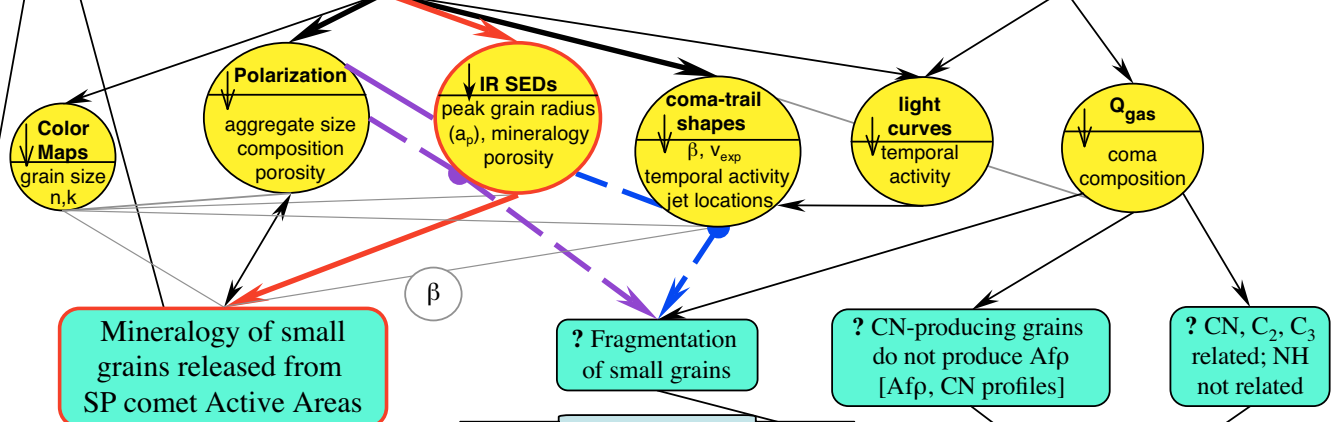 Color
Maps
grain size
n,k
Polarization
aggregate size
composition
porosity
IR SEDs
peak grain radius
(aₚ), mineralogy
porosity
coma-trail
shapes
β, vₑₓₚ
temporal activity
jet locations
light
curves
temporal
activity
Q_gas
coma
composition
β
Mineralogy of small
grains released from
SP comet Active Areas
? Fragmentation
of small grains
? CN-producing grains
do not produce Afρ
[Afρ, CN profiles]
? CN, C₂, C₃
related; NH
not related